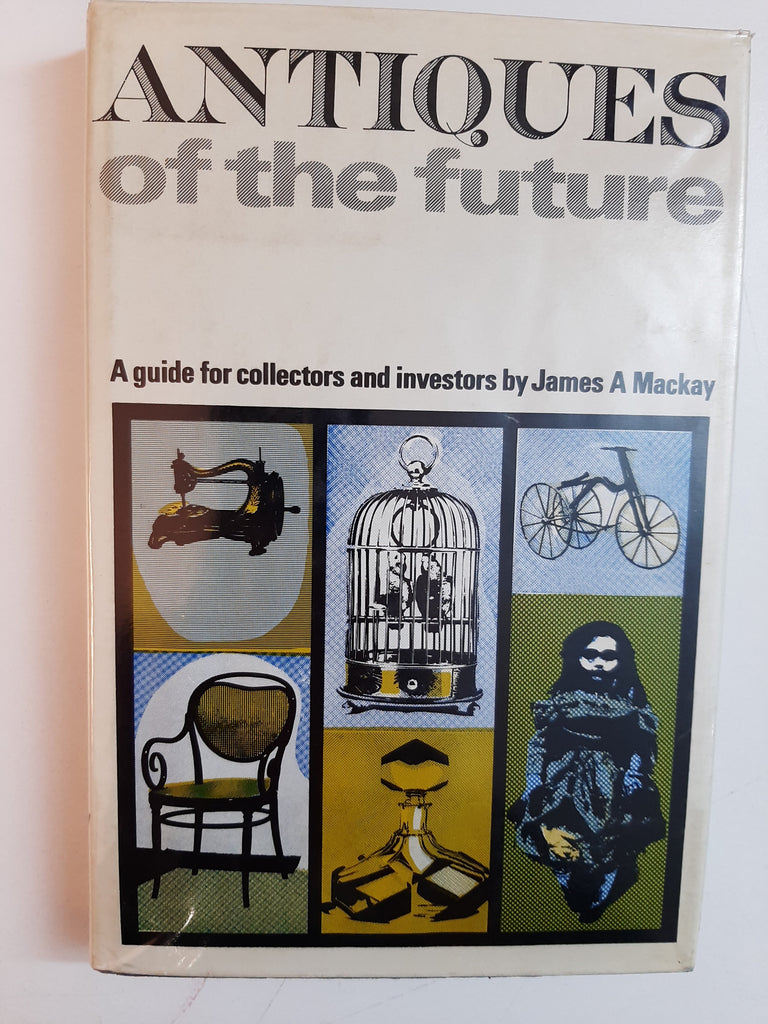 ANTIQUES
of the future
A guide for collectors and investors by James A Mackay